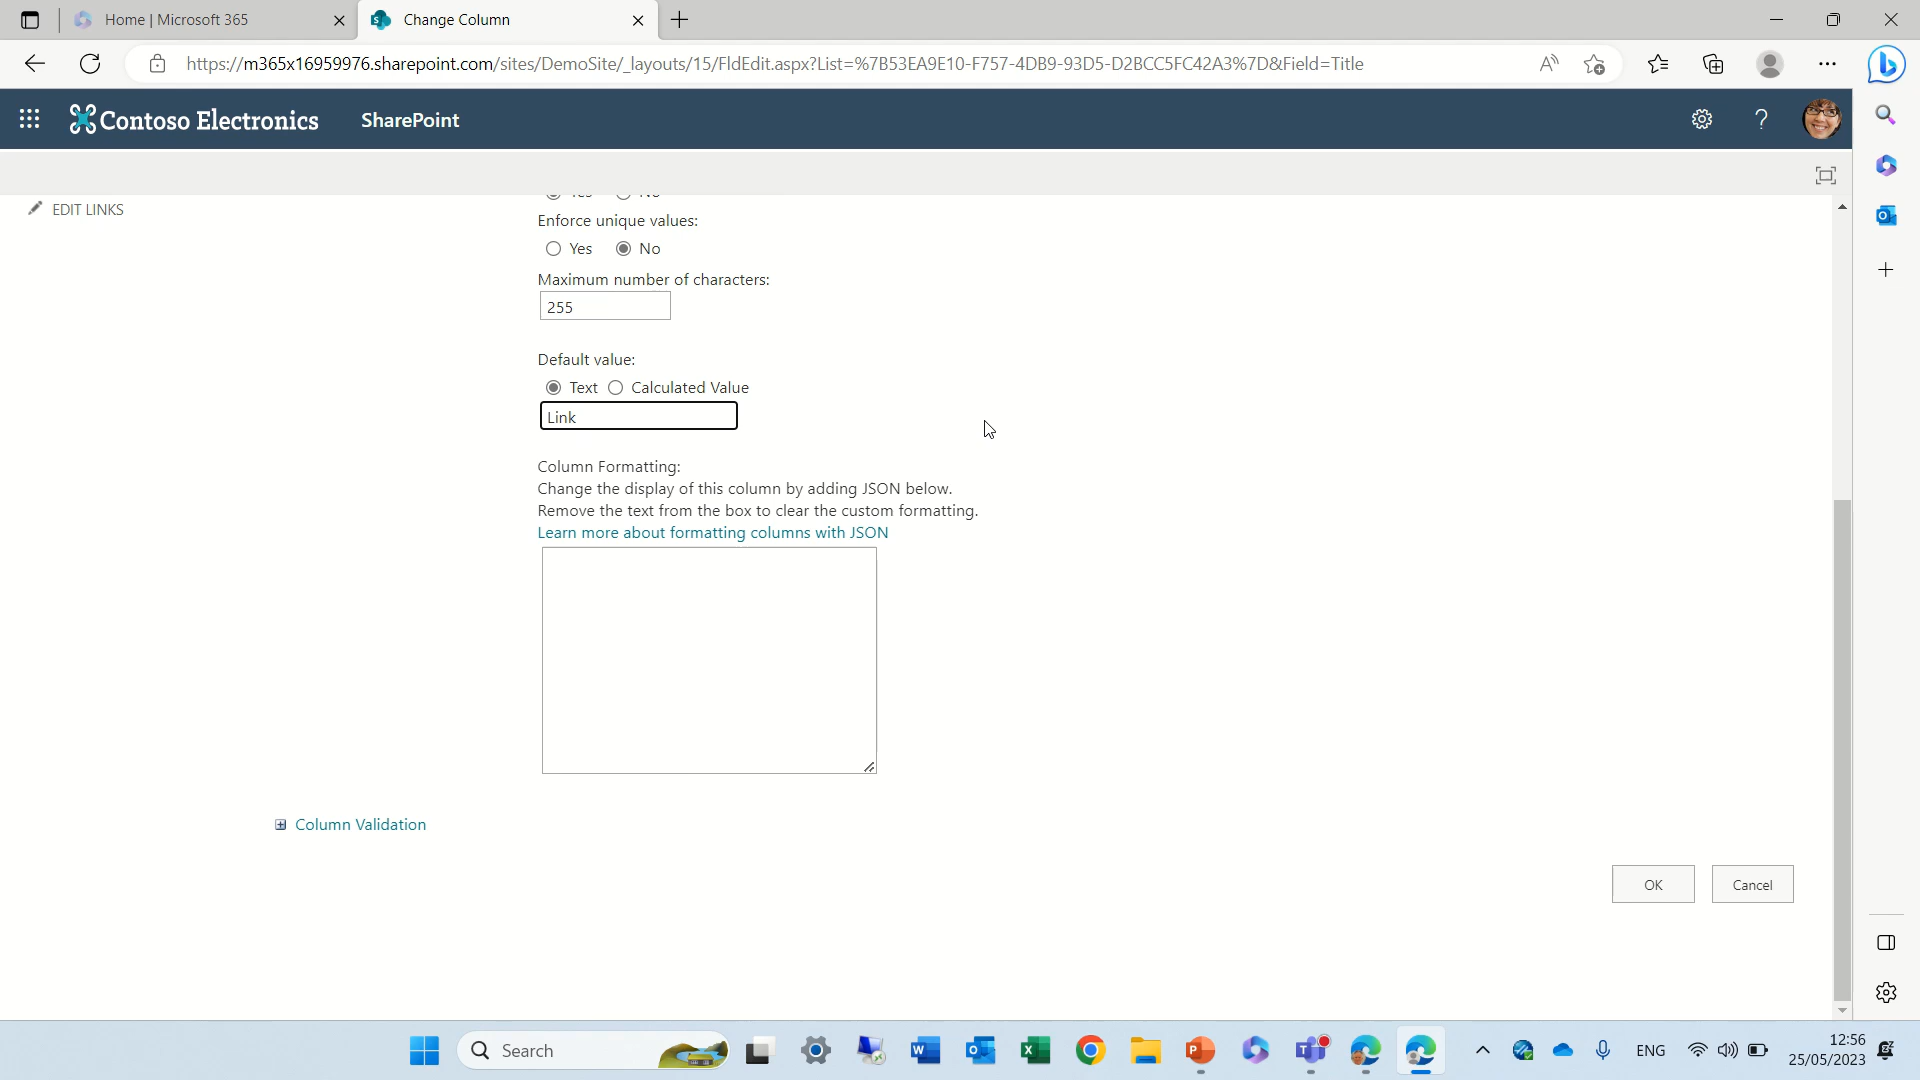 Home | Microsoft 365
Change Column
https://m365x16959976.sharepoint.com/sites/DemoSite/_layouts/15/FldEdit.aspx?List=%7B53EA9E10-F757-4DB9-93D5-D2BCC5FC42A3%7D&Field=Title
Contoso Electronics
SharePoint
EDIT LINKS
Enforce unique values:
Yes No
Maximum number of characters:
255
Default value:
Text Calculated Value
Link
Column Formatting:
Change the display of this column by adding JSON below.
Remove the text from the box to clear the custom formatting.
Learn more about formatting columns with JSON
Column Validation
OK Cancel
Search
ENG
12:56
25/05/2023